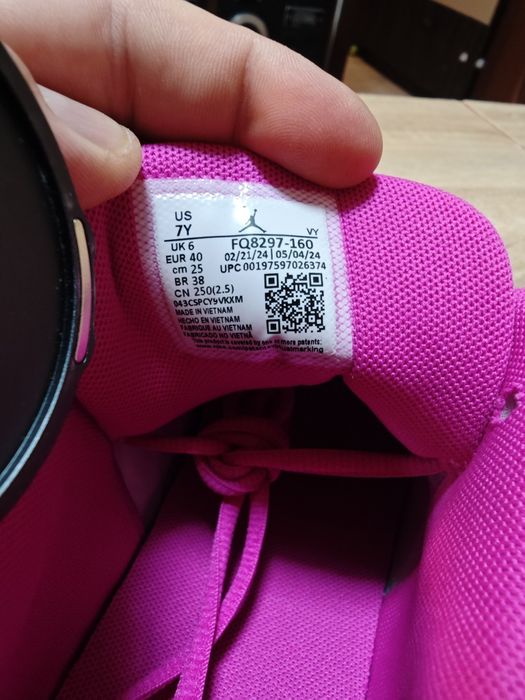 US
7Y
VY
UK 6
FQ8297-160
EUR 40
02/21/24 05/04/24
cm 25
UPC 00197597026374
BR 38
CN 250(2.5)
043CSPCY9VKXM
MADE IN VIETNAM
HECHO EN VIETNAM
FABRIQUE AU VIETNAM
FABRICADO NO VIETNÃ
This product is covered by one or more patents: